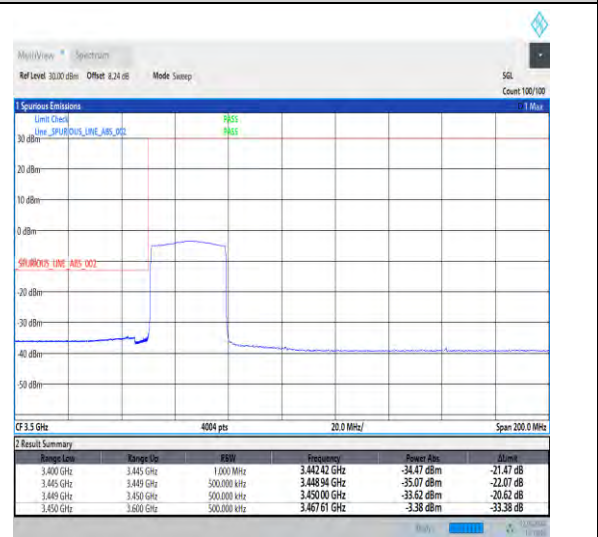 MultiView Spectrum
Ref Level 30.00 dBm Offset 8.24 dB Mode Sweep SGL
Count 100/100
1 Spurious Emissions 1 Max
Limit Check PASS
Line _SPURIOUS_LINE_ABS_002 PASS
30 dBm
20 dBm
10 dBm
0 dBm
_SPURIOUS_LINE_ABS_002
-20 dBm
-30 dBm
-40 dBm
-50 dBm
CF 3.5 GHz 4004 pts 20.0 MHz/ Span 200.0 MHz
2 Result Summary
Range Low Range Up RBW Frequency Power Abs ΔLimit
3.400 GHz 3.445 GHz 1.000 MHz 3.442 42 GHz -34.47 dBm -21.47 dB
3.445 GHz 3.449 GHz 500.000 kHz 3.448 94 GHz -35.07 dBm -22.07 dB
3.449 GHz 3.450 GHz 500.000 kHz 3.450 00 GHz -33.62 dBm -20.62 dB
3.450 GHz 3.600 GHz 500.000 kHz 3.467 61 GHz -3.38 dBm -33.38 dB